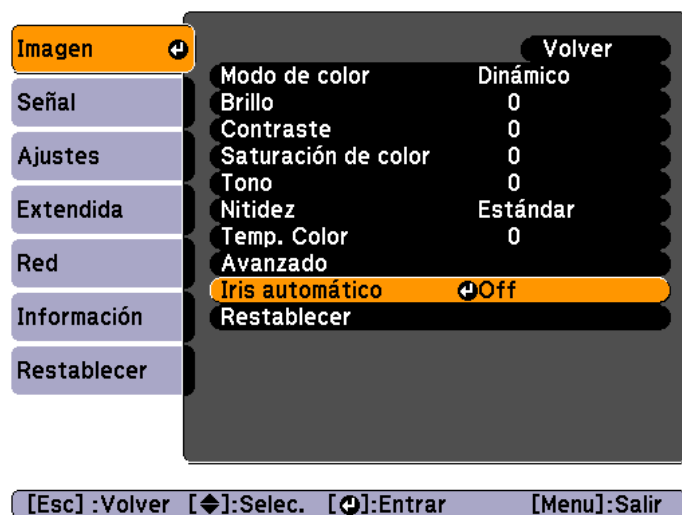 Imagen
Señal
Ajustes
Extendida
Red
Información
Restablecer
Volver
Modo de color Dinámico
Brillo 0
Contraste 0
Saturación de color 0
Tono 0
Nitidez Estándar
Temp. Color 0
Avanzado
Iris automático Off
Restablecer
[Esc] :Volver [◆]:Selec. [↵]:Entrar [Menu]:Salir